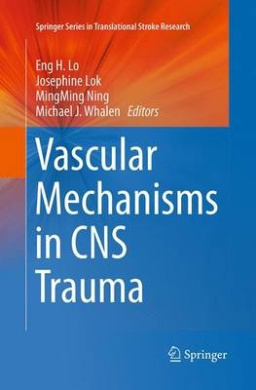 Springer Series in Translational Stroke Research
Eng H. Lo
Josephine Lok
MingMing Ning
Michael J. Whalen Editors
Vascular
Mechanisms
in CNS
Trauma
Springer